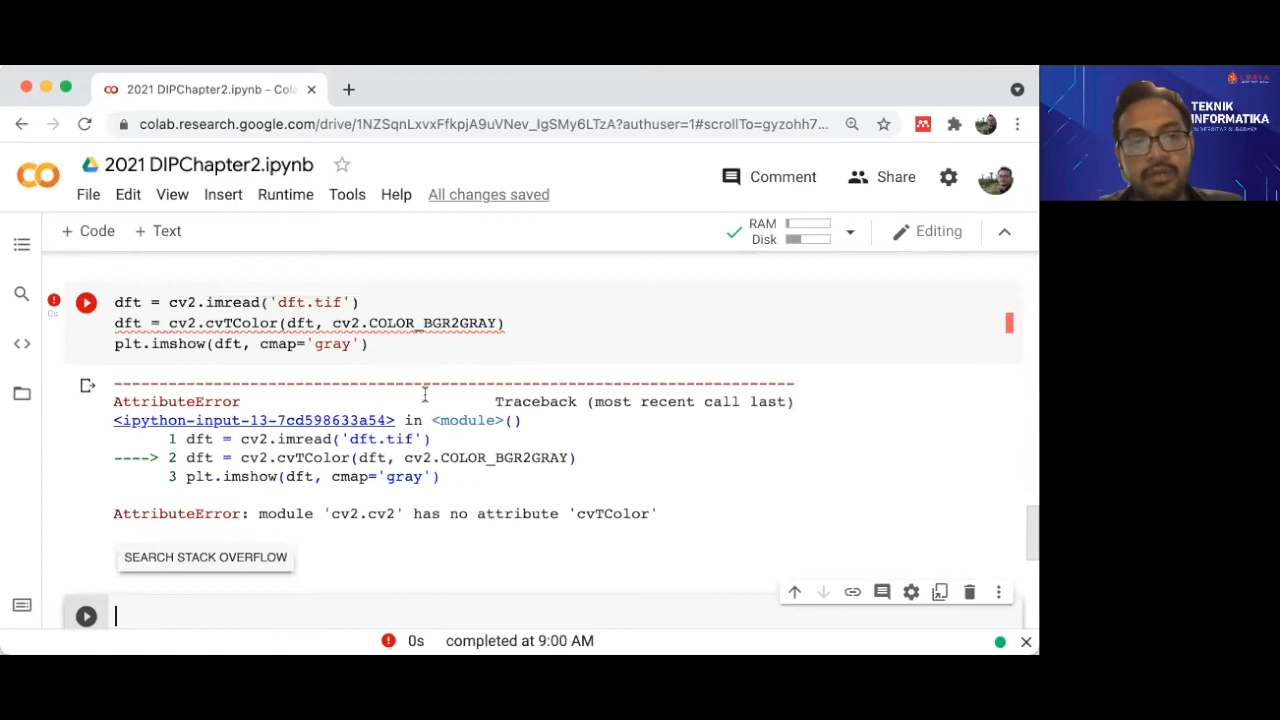 2021 DIPChapter2.ipynb - Cola
colab.research.google.com/drive/1NZSqnLxvxFfkpjA9uVNev_lgSMy6LTzA?authuser=1#scrollTo=gyzohh7...
2021 DIPChapter2.ipynb
File Edit View Insert Runtime Tools Help All changes saved
Comment Share
+ Code + Text
RAM
Disk
Editing
dft = cv2.imread('dft.tif')
0s
dft = cv2.cvTColor(dft, cv2.COLOR_BGR2GRAY)
plt.imshow(dft, cmap='gray')
---------------------------------------------------------------------------
AttributeError Traceback (most recent call last)
<ipython-input-13-7cd598633a54> in <module>()
1 dft = cv2.imread('dft.tif')
----> 2 dft = cv2.cvTColor(dft, cv2.COLOR_BGR2GRAY)
3 plt.imshow(dft, cmap='gray')
AttributeError: module 'cv2.cv2' has no attribute 'cvTColor'
SEARCH STACK OVERFLOW
0s completed at 9:00 AM
TEKNIK
INFORMATIKA